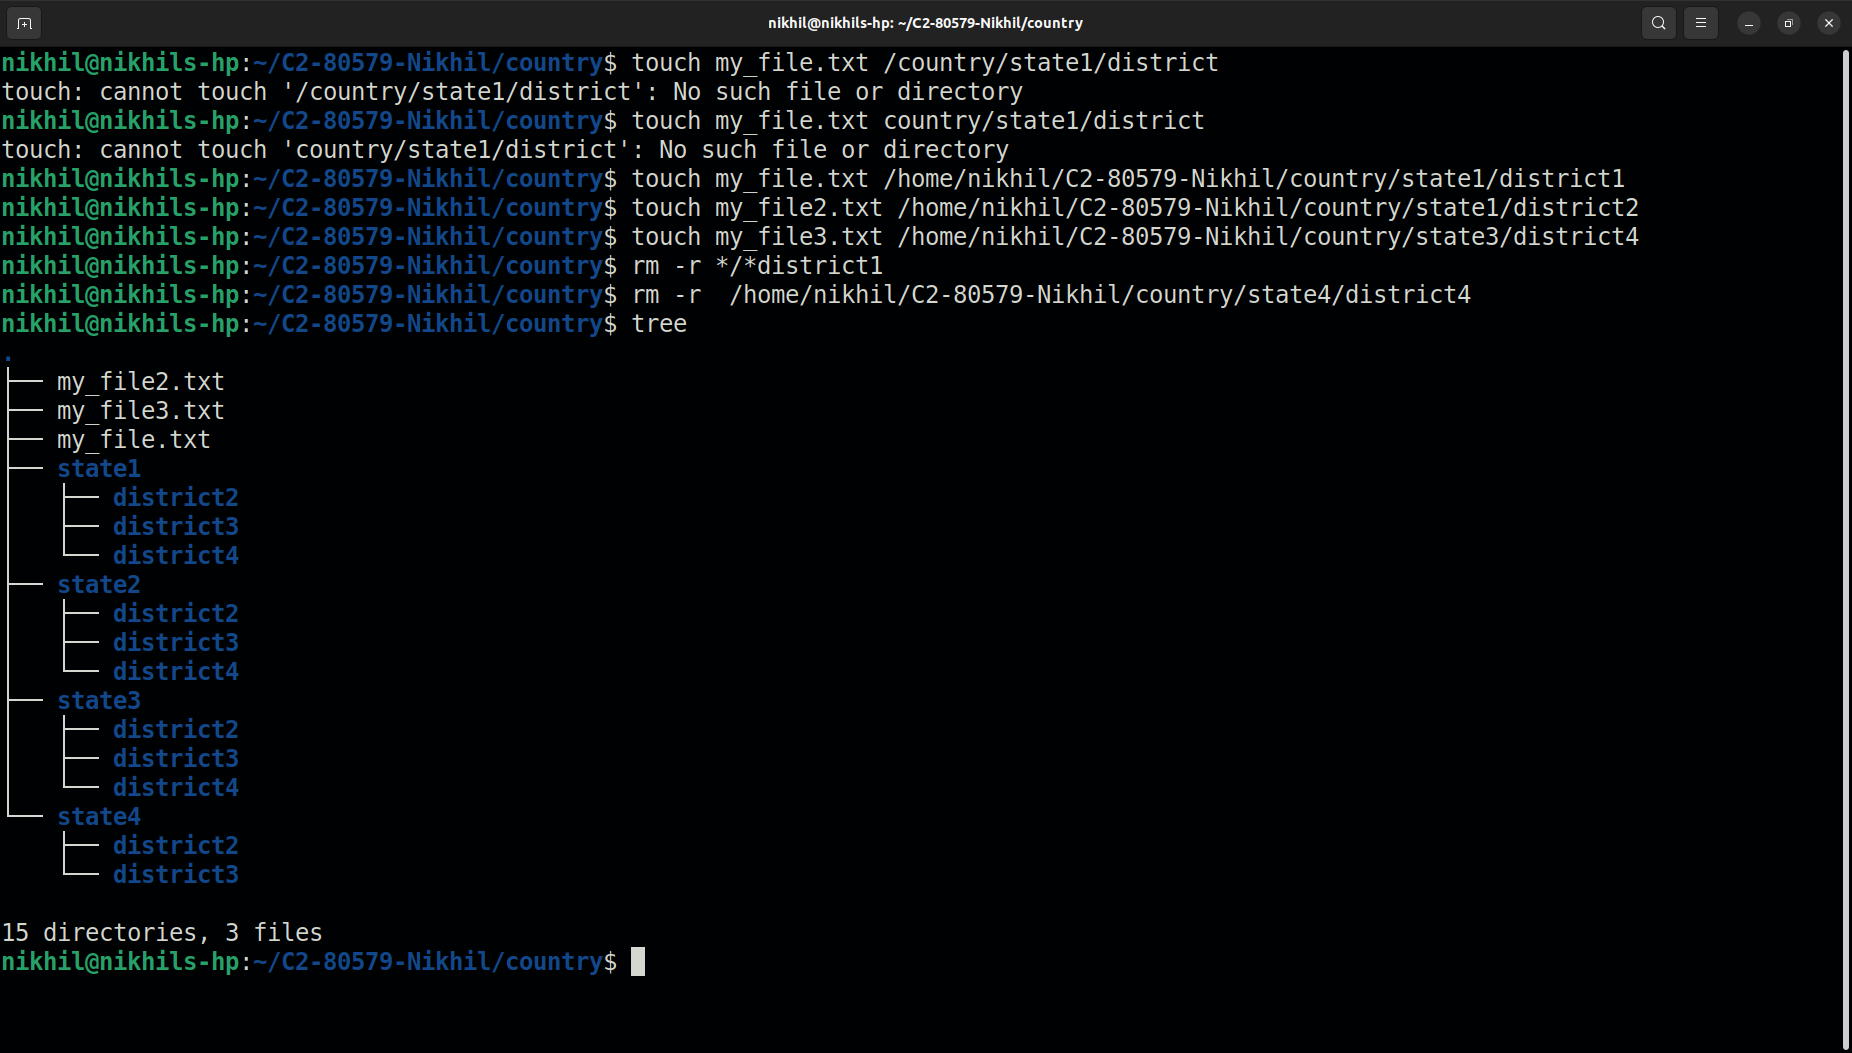 nikhil@nikhils-hp: ~/C2-80579-Nikhil/country
nikhil@nikhils-hp:~/C2-80579-Nikhil/country$ touch my_file.txt /country/state1/district
touch: cannot touch '/country/state1/district': No such file or directory
nikhil@nikhils-hp:~/C2-80579-Nikhil/country$ touch my_file.txt country/state1/district
touch: cannot touch 'country/state1/district': No such file or directory
nikhil@nikhils-hp:~/C2-80579-Nikhil/country$ touch my_file.txt /home/nikhil/C2-80579-Nikhil/country/state1/district1
nikhil@nikhils-hp:~/C2-80579-Nikhil/country$ touch my_file2.txt /home/nikhil/C2-80579-Nikhil/country/state1/district2
nikhil@nikhils-hp:~/C2-80579-Nikhil/country$ touch my_file3.txt /home/nikhil/C2-80579-Nikhil/country/state3/district4
nikhil@nikhils-hp:~/C2-80579-Nikhil/country$ rm -r */*district1
nikhil@nikhils-hp:~/C2-80579-Nikhil/country$ rm -r  /home/nikhil/C2-80579-Nikhil/country/state4/district4
nikhil@nikhils-hp:~/C2-80579-Nikhil/country$ tree
.
├── my_file2.txt
├── my_file3.txt
├── my_file.txt
├── state1
│   ├── district2
│   ├── district3
│   └── district4
├── state2
│   ├── district2
│   ├── district3
│   └── district4
├── state3
│   ├── district2
│   ├── district3
│   └── district4
└── state4
    ├── district2
    └── district3
15 directories, 3 files
nikhil@nikhils-hp:~/C2-80579-Nikhil/country$